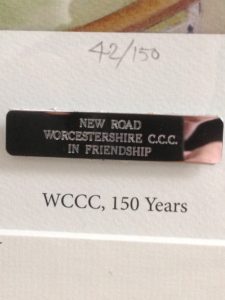 42/150
NEW ROAD
WORCESTERSHIRE C.C.C.
IN FRIENDSHIP
WCCC, 150 Years